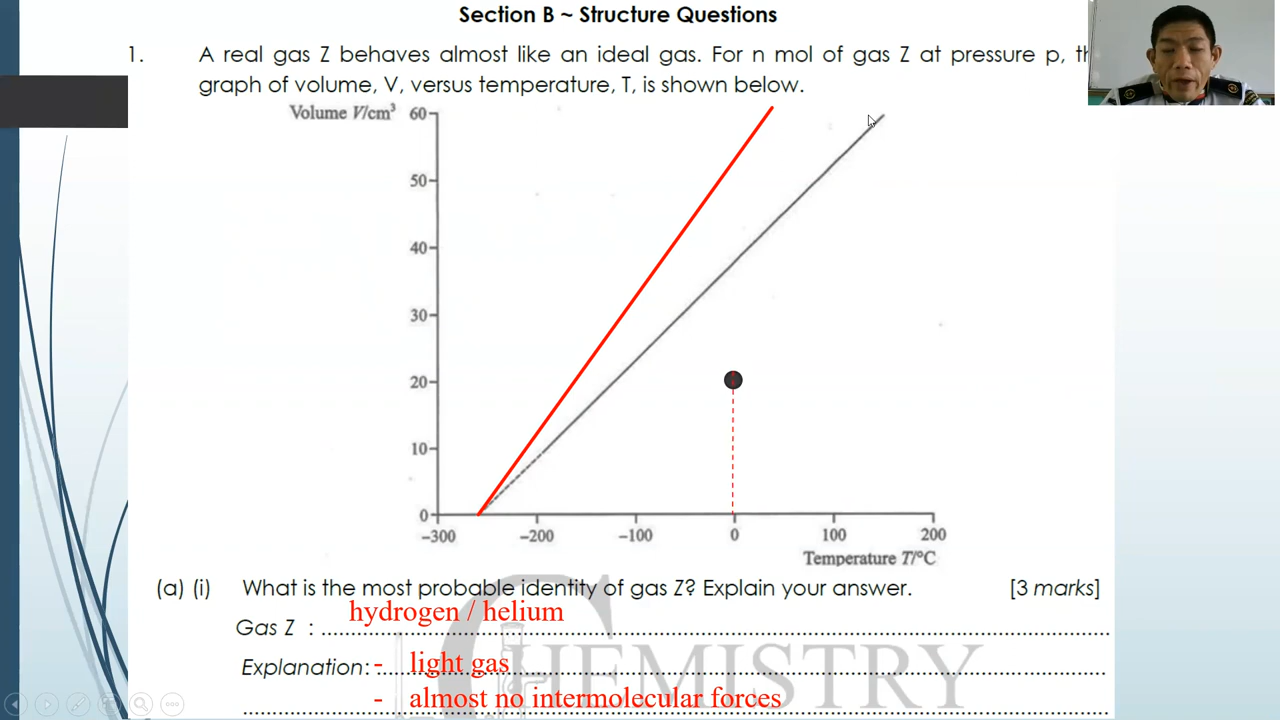 Section B ~ Structure Questions
1. A real gas Z behaves almost like an ideal gas. For n mol of gas Z at pressure p,
graph of volume, V, versus temperature, T, is shown below.
Volume V/cm³
60
50
40
30
20
10
0
−300 −200 −100 0 100 200
Temperature T/°C
(a) (i) What is the most probable identity of gas Z? Explain your answer. [3 marks]
hydrogen / helium
Gas Z : ......................................................................
Explanation: - light gas
- almost no intermolecular forces
CHEMISTRY